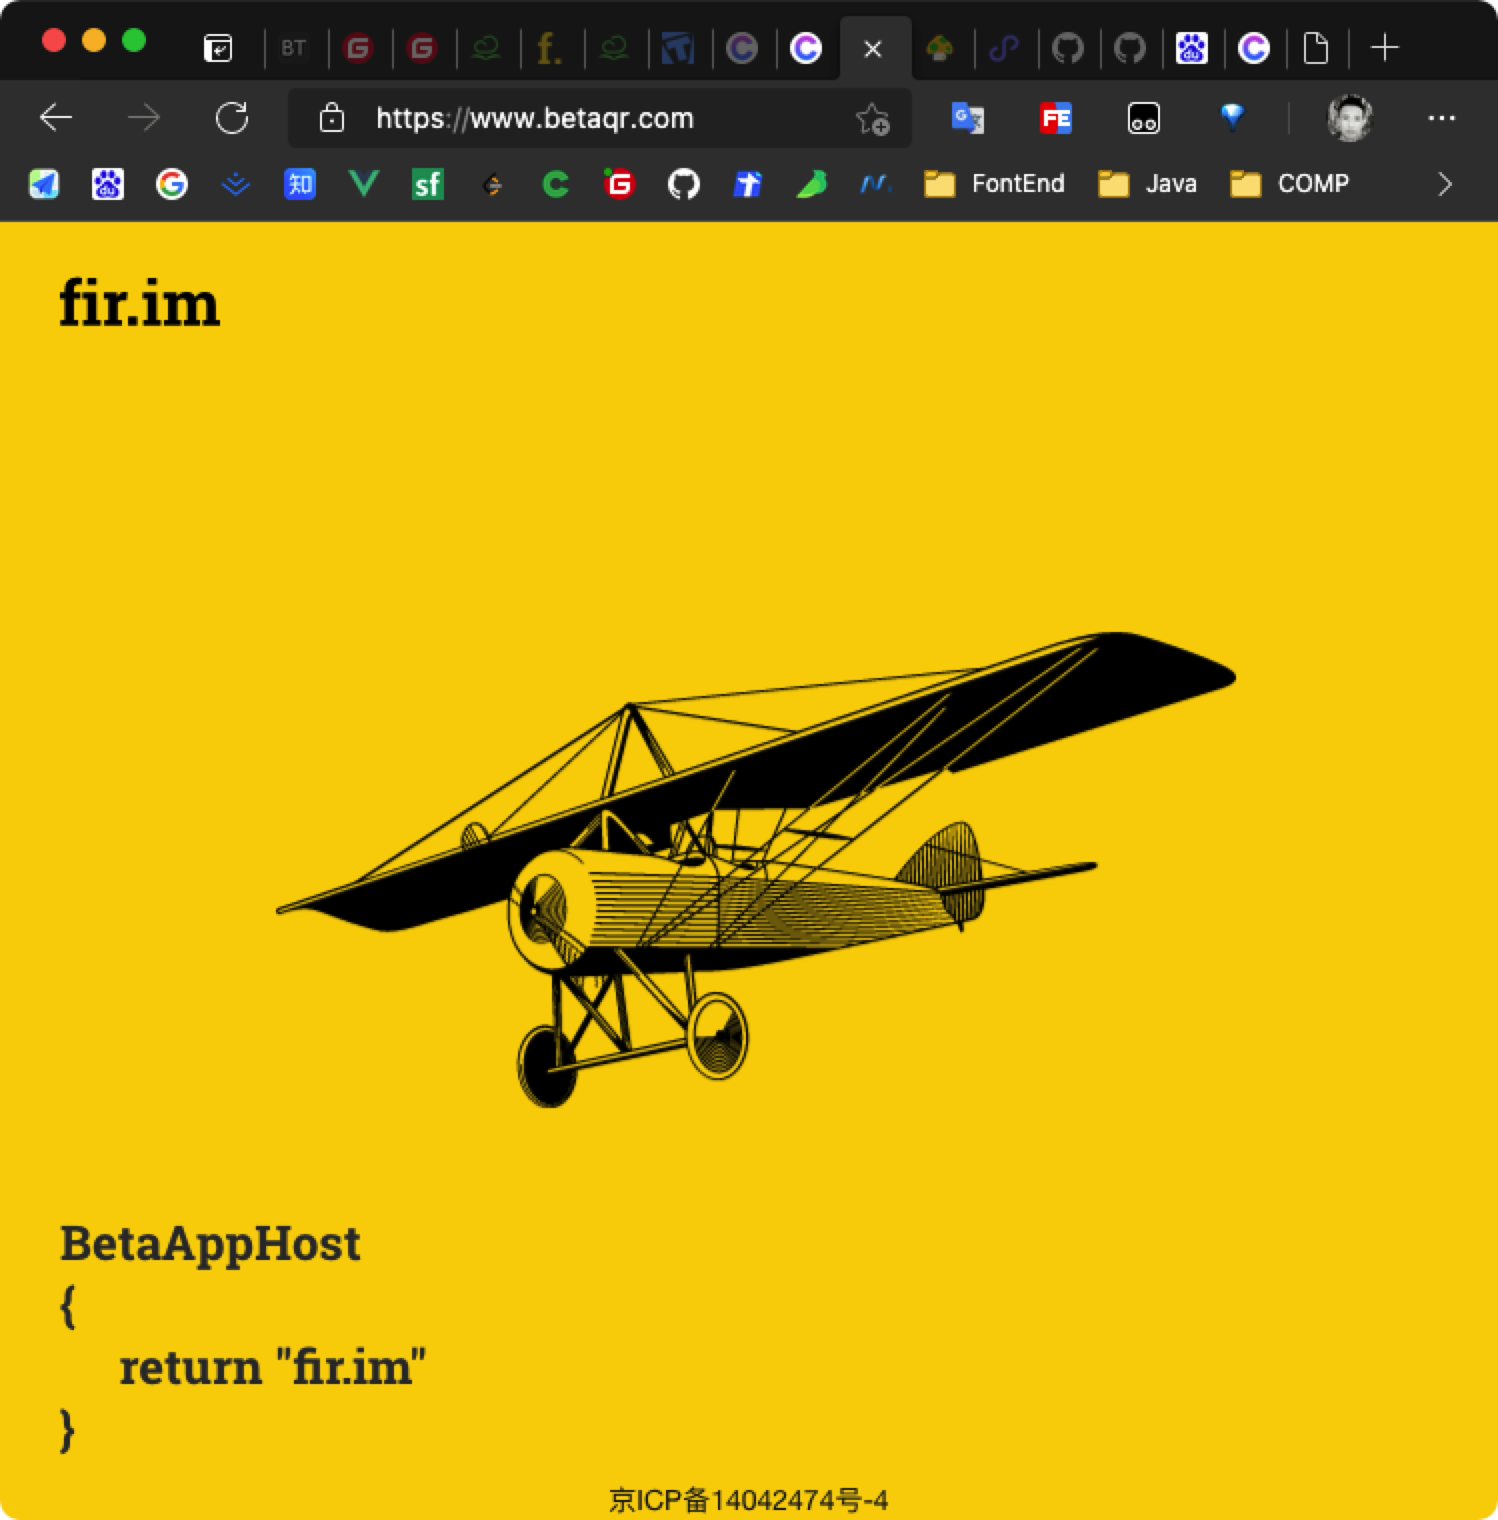 BT
https://www.betaqr.com
知
sf
FontEnd
Java
COMP
fir.im
BetaAppHost
{
return "fir.im"
}
京ICP备14042474号-4